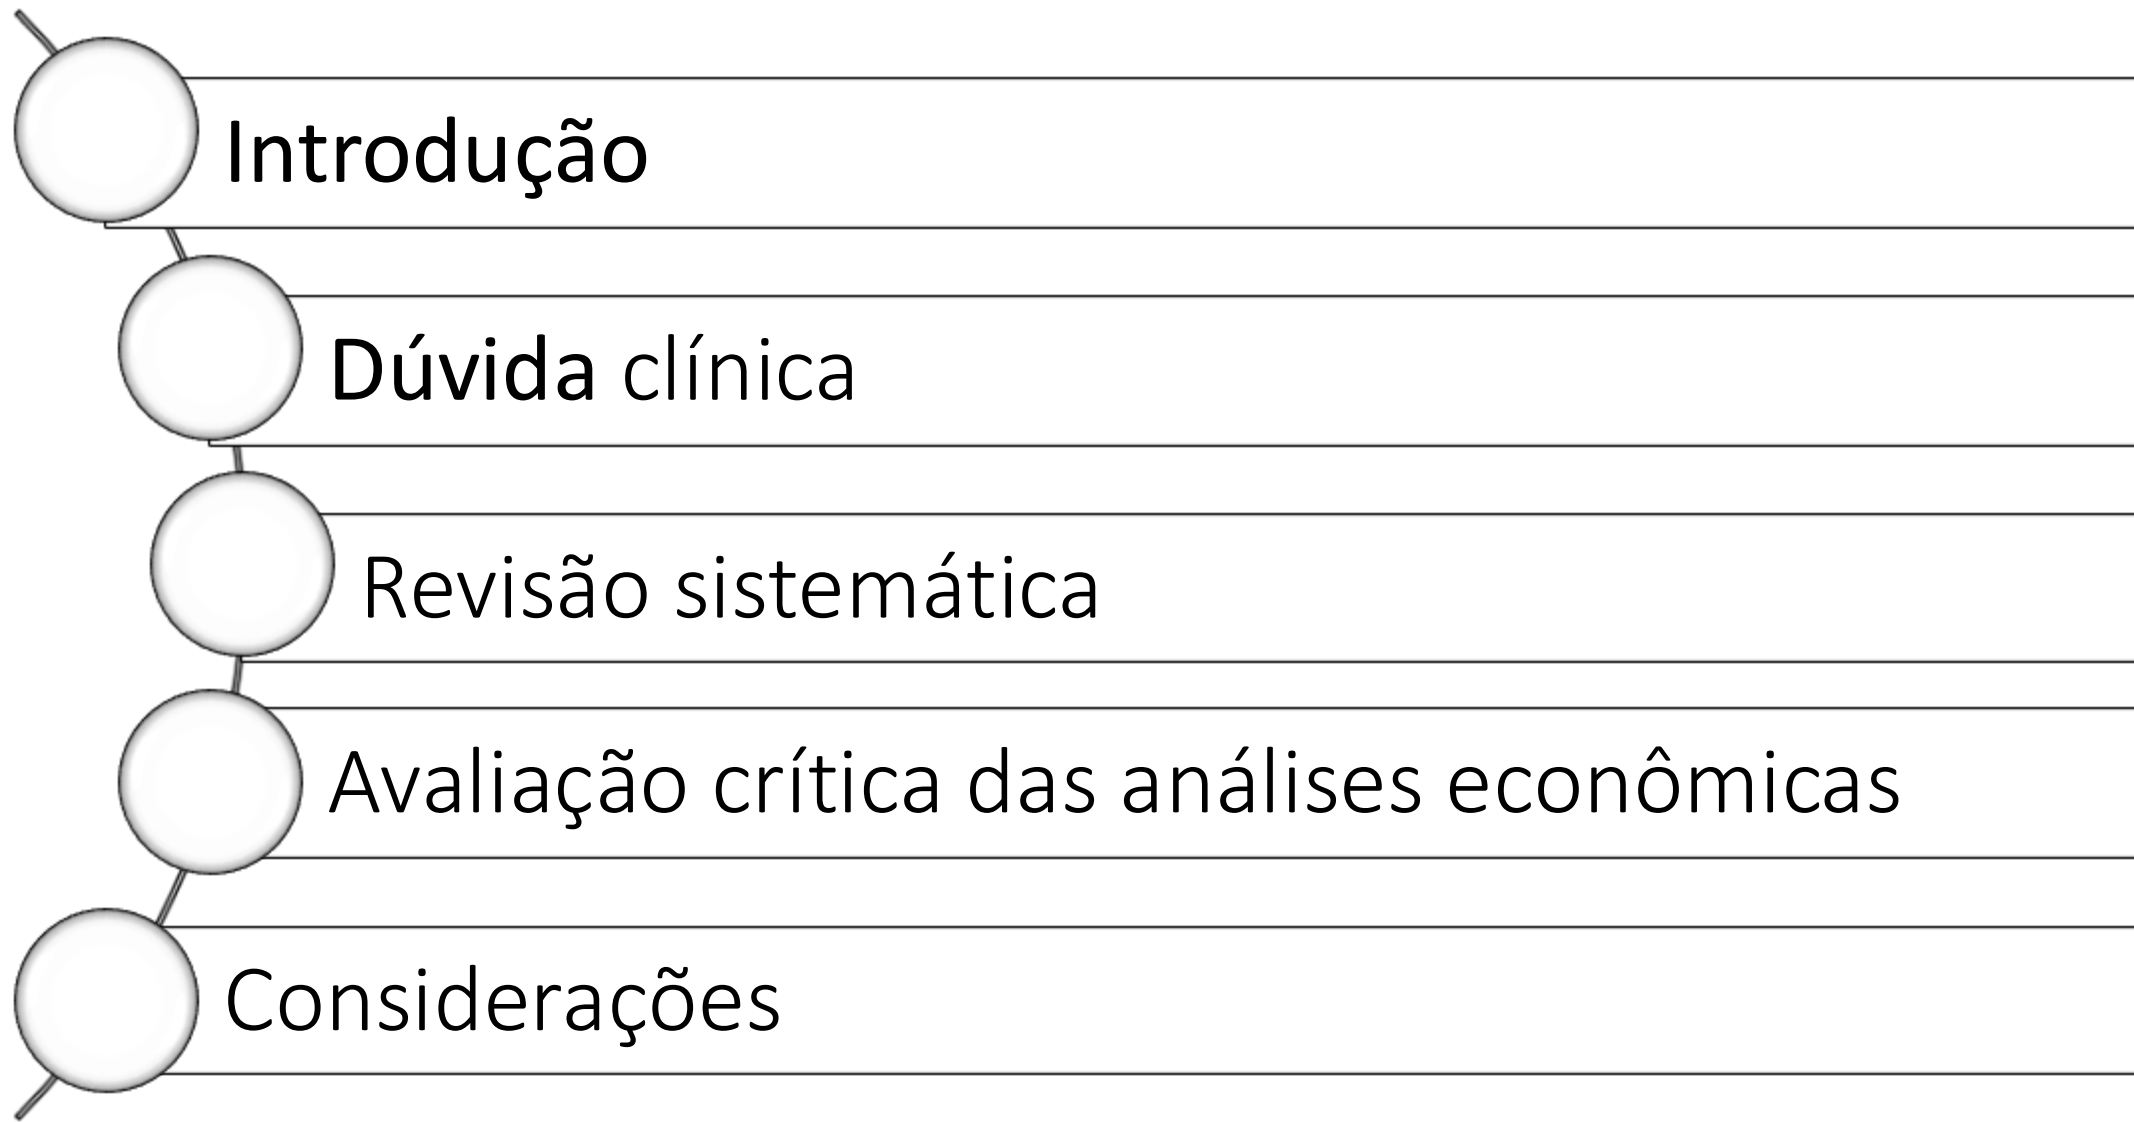 Introdução
Dúvida clínica
Revisão sistemática
Avaliação crítica das análises econômicas
Considerações